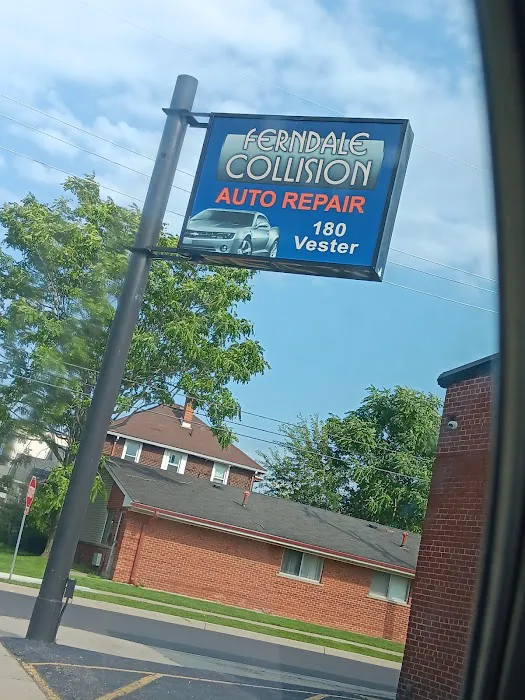 FERNDALE
COLLISION
AUTO REPAIR
180
Vester